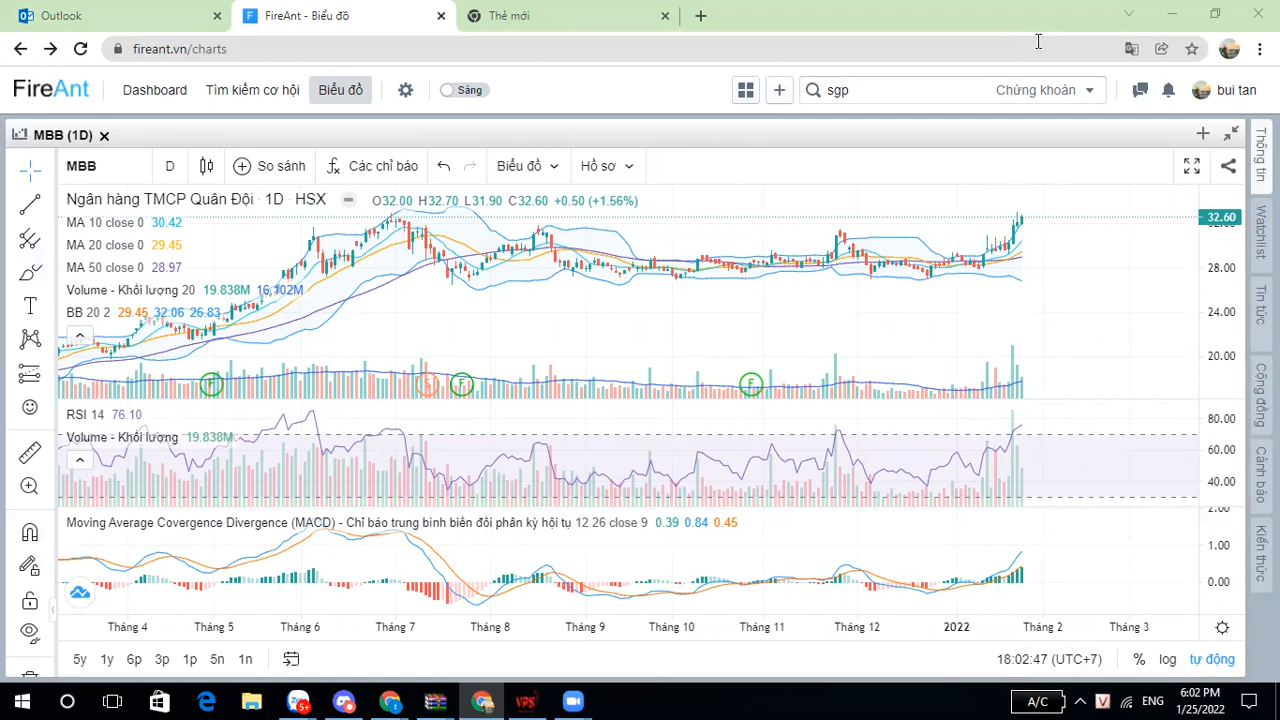 Outlook
FireAnt - Biểu đồ
Thẻ mới
fireant.vn/charts
FireAnt
Dashboard
Tìm kiếm cơ hội
Biểu đồ
Sáng
sgp
Chứng khoán
bui tan
MBB (1D)
MBB
D
So sánh
Các chỉ báo
Biểu đồ
Hồ sơ
Ngân hàng TMCP Quân Đội · 1D · HSX
O32.00 H32.70 L31.90 C32.60 +0.50 (+1.56%)
MA 10 close 0 30.42
MA 20 close 0 29.45
MA 50 close 0 28.97
Volume - Khối lượng 20 19.838M 16.102M
BB 20 2 29.45 32.06 26.83
32.60
32.00
28.00
24.00
20.00
F
S
F
F
RSI 14 76.10
Volume - Khối lượng 19.838M
80.00
60.00
40.00
Moving Average Covergence Divergence (MACD) - Chỉ báo trung bình biến đổi phân kỳ hội tụ 12 26 close 9 0.39 0.84 0.45
2.00
1.00
0.00
Tháng 4
Tháng 5
Tháng 6
Tháng 7
Tháng 8
Tháng 9
Tháng 10
Tháng 11
Tháng 12
2022
Tháng 2
Tháng 3
5y
1y
6p
3p
1p
5n
1n
18:02:47 (UTC+7)
%
log
tự động
Thông tin
Watchlist
Tin tức
Cộng đồng
Cảnh báo
Kiến thức
5+
VPS
A/C
V
ENG
6:02 PM
1/25/2022